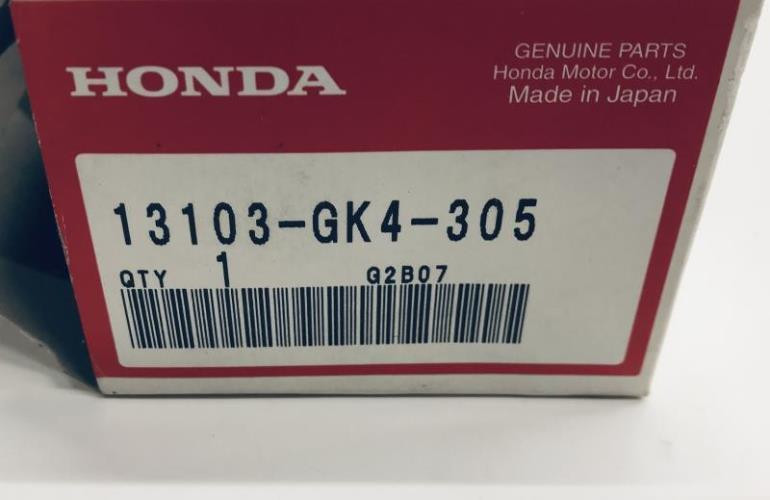 HONDA
GENUINE PARTS
Honda Motor Co., Ltd.
Made in Japan
13103-GK4-305
QTY 1 G2B07